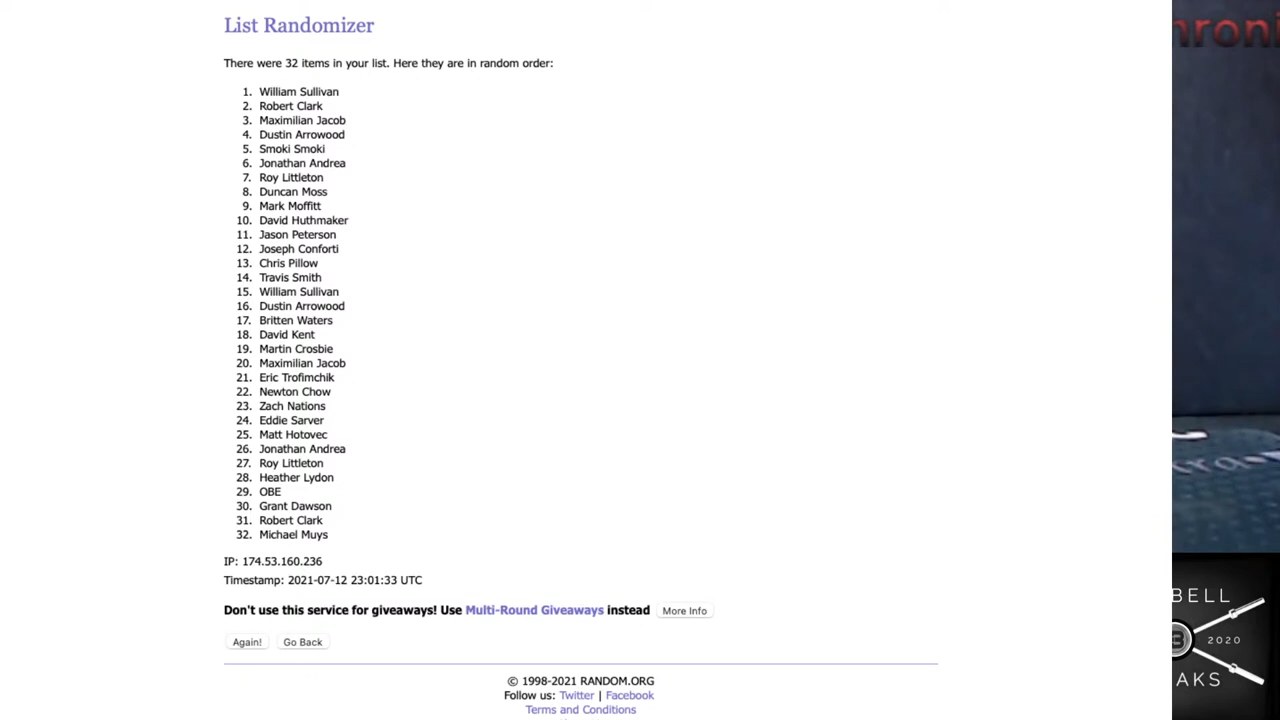 List Randomizer
There were 32 items in your list. Here they are in random order:
1. William Sullivan
2. Robert Clark
3. Maximilian Jacob
4. Dustin Arrowood
5. Smoki Smoki
6. Jonathan Andrea
7. Roy Littleton
8. Duncan Moss
9. Mark Moffitt
10. David Huthmaker
11. Jason Peterson
12. Joseph Conforti
13. Chris Pillow
14. Travis Smith
15. William Sullivan
16. Dustin Arrowood
17. Britten Waters
18. David Kent
19. Martin Crosbie
20. Maximilian Jacob
21. Eric Trofimchik
22. Newton Chow
23. Zach Nations
24. Eddie Sarver
25. Matt Hotovec
26. Jonathan Andrea
27. Roy Littleton
28. Heather Lydon
29. OBE
30. Grant Dawson
31. Robert Clark
32. Michael Muys
IP: 174.53.160.236
Timestamp: 2021-07-12 23:01:33 UTC
Don't use this service for giveaways! Use Multi-Round Giveaways instead More Info
Again! Go Back
© 1998-2021 RANDOM.ORG
Follow us: Twitter | Facebook
Terms and Conditions
hroni
BELL
2020
AKS